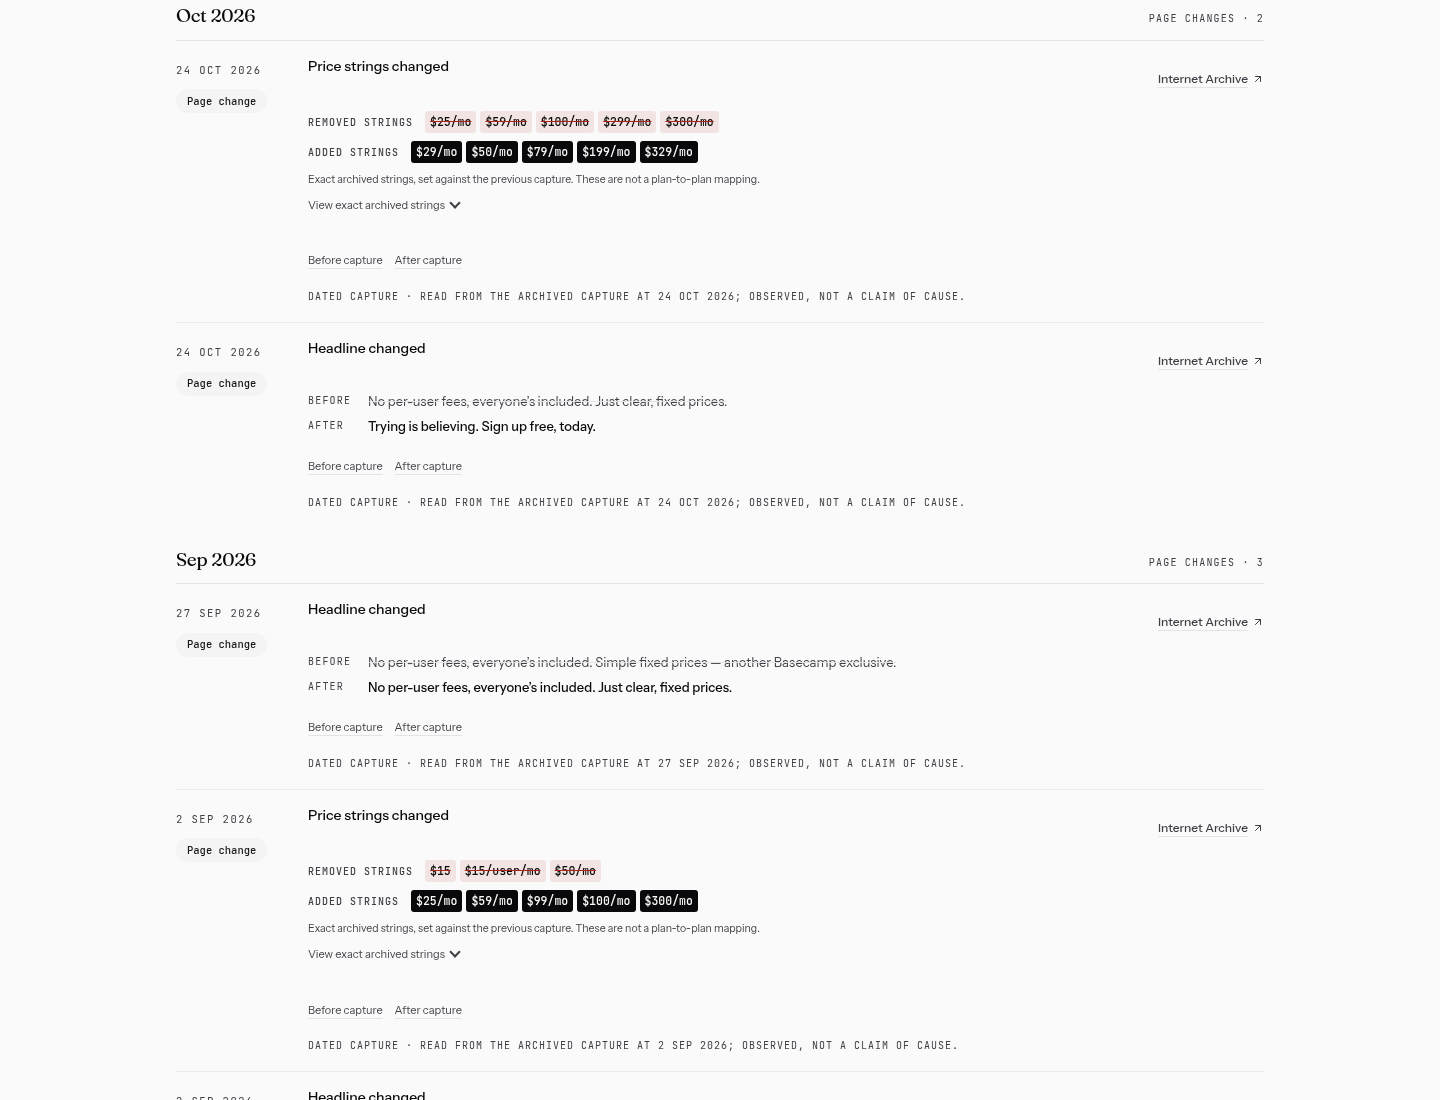 Oct 2026
PAGE CHANGES · 2
24 OCT 2026
Price strings changed
Internet Archive ↗
Page change
REMOVED STRINGS $25/mo $59/mo $100/mo $299/mo $300/mo
ADDED STRINGS $29/mo $50/mo $79/mo $199/mo $329/mo
Exact archived strings, set against the previous capture. These are not a plan-to-plan mapping.
View exact archived strings
Before capture After capture
DATED CAPTURE · READ FROM THE ARCHIVED CAPTURE AT 24 OCT 2026; OBSERVED, NOT A CLAIM OF CAUSE.
24 OCT 2026
Headline changed
Internet Archive ↗
Page change
BEFORE No per-user fees, everyone’s included. Just clear, fixed prices.
AFTER Trying is believing. Sign up free, today.
Before capture After capture
DATED CAPTURE · READ FROM THE ARCHIVED CAPTURE AT 24 OCT 2026; OBSERVED, NOT A CLAIM OF CAUSE.
Sep 2026
PAGE CHANGES · 3
27 SEP 2026
Headline changed
Internet Archive ↗
Page change
BEFORE No per-user fees, everyone’s included. Simple fixed prices — another Basecamp exclusive.
AFTER No per-user fees, everyone’s included. Just clear, fixed prices.
Before capture After capture
DATED CAPTURE · READ FROM THE ARCHIVED CAPTURE AT 27 SEP 2026; OBSERVED, NOT A CLAIM OF CAUSE.
2 SEP 2026
Price strings changed
Internet Archive ↗
Page change
REMOVED STRINGS $15 $15/user/mo $50/mo
ADDED STRINGS $25/mo $59/mo $99/mo $100/mo $300/mo
Exact archived strings, set against the previous capture. These are not a plan-to-plan mapping.
View exact archived strings
Before capture After capture
DATED CAPTURE · READ FROM THE ARCHIVED CAPTURE AT 2 SEP 2026; OBSERVED, NOT A CLAIM OF CAUSE.
2 SEP 2026
Headline changed